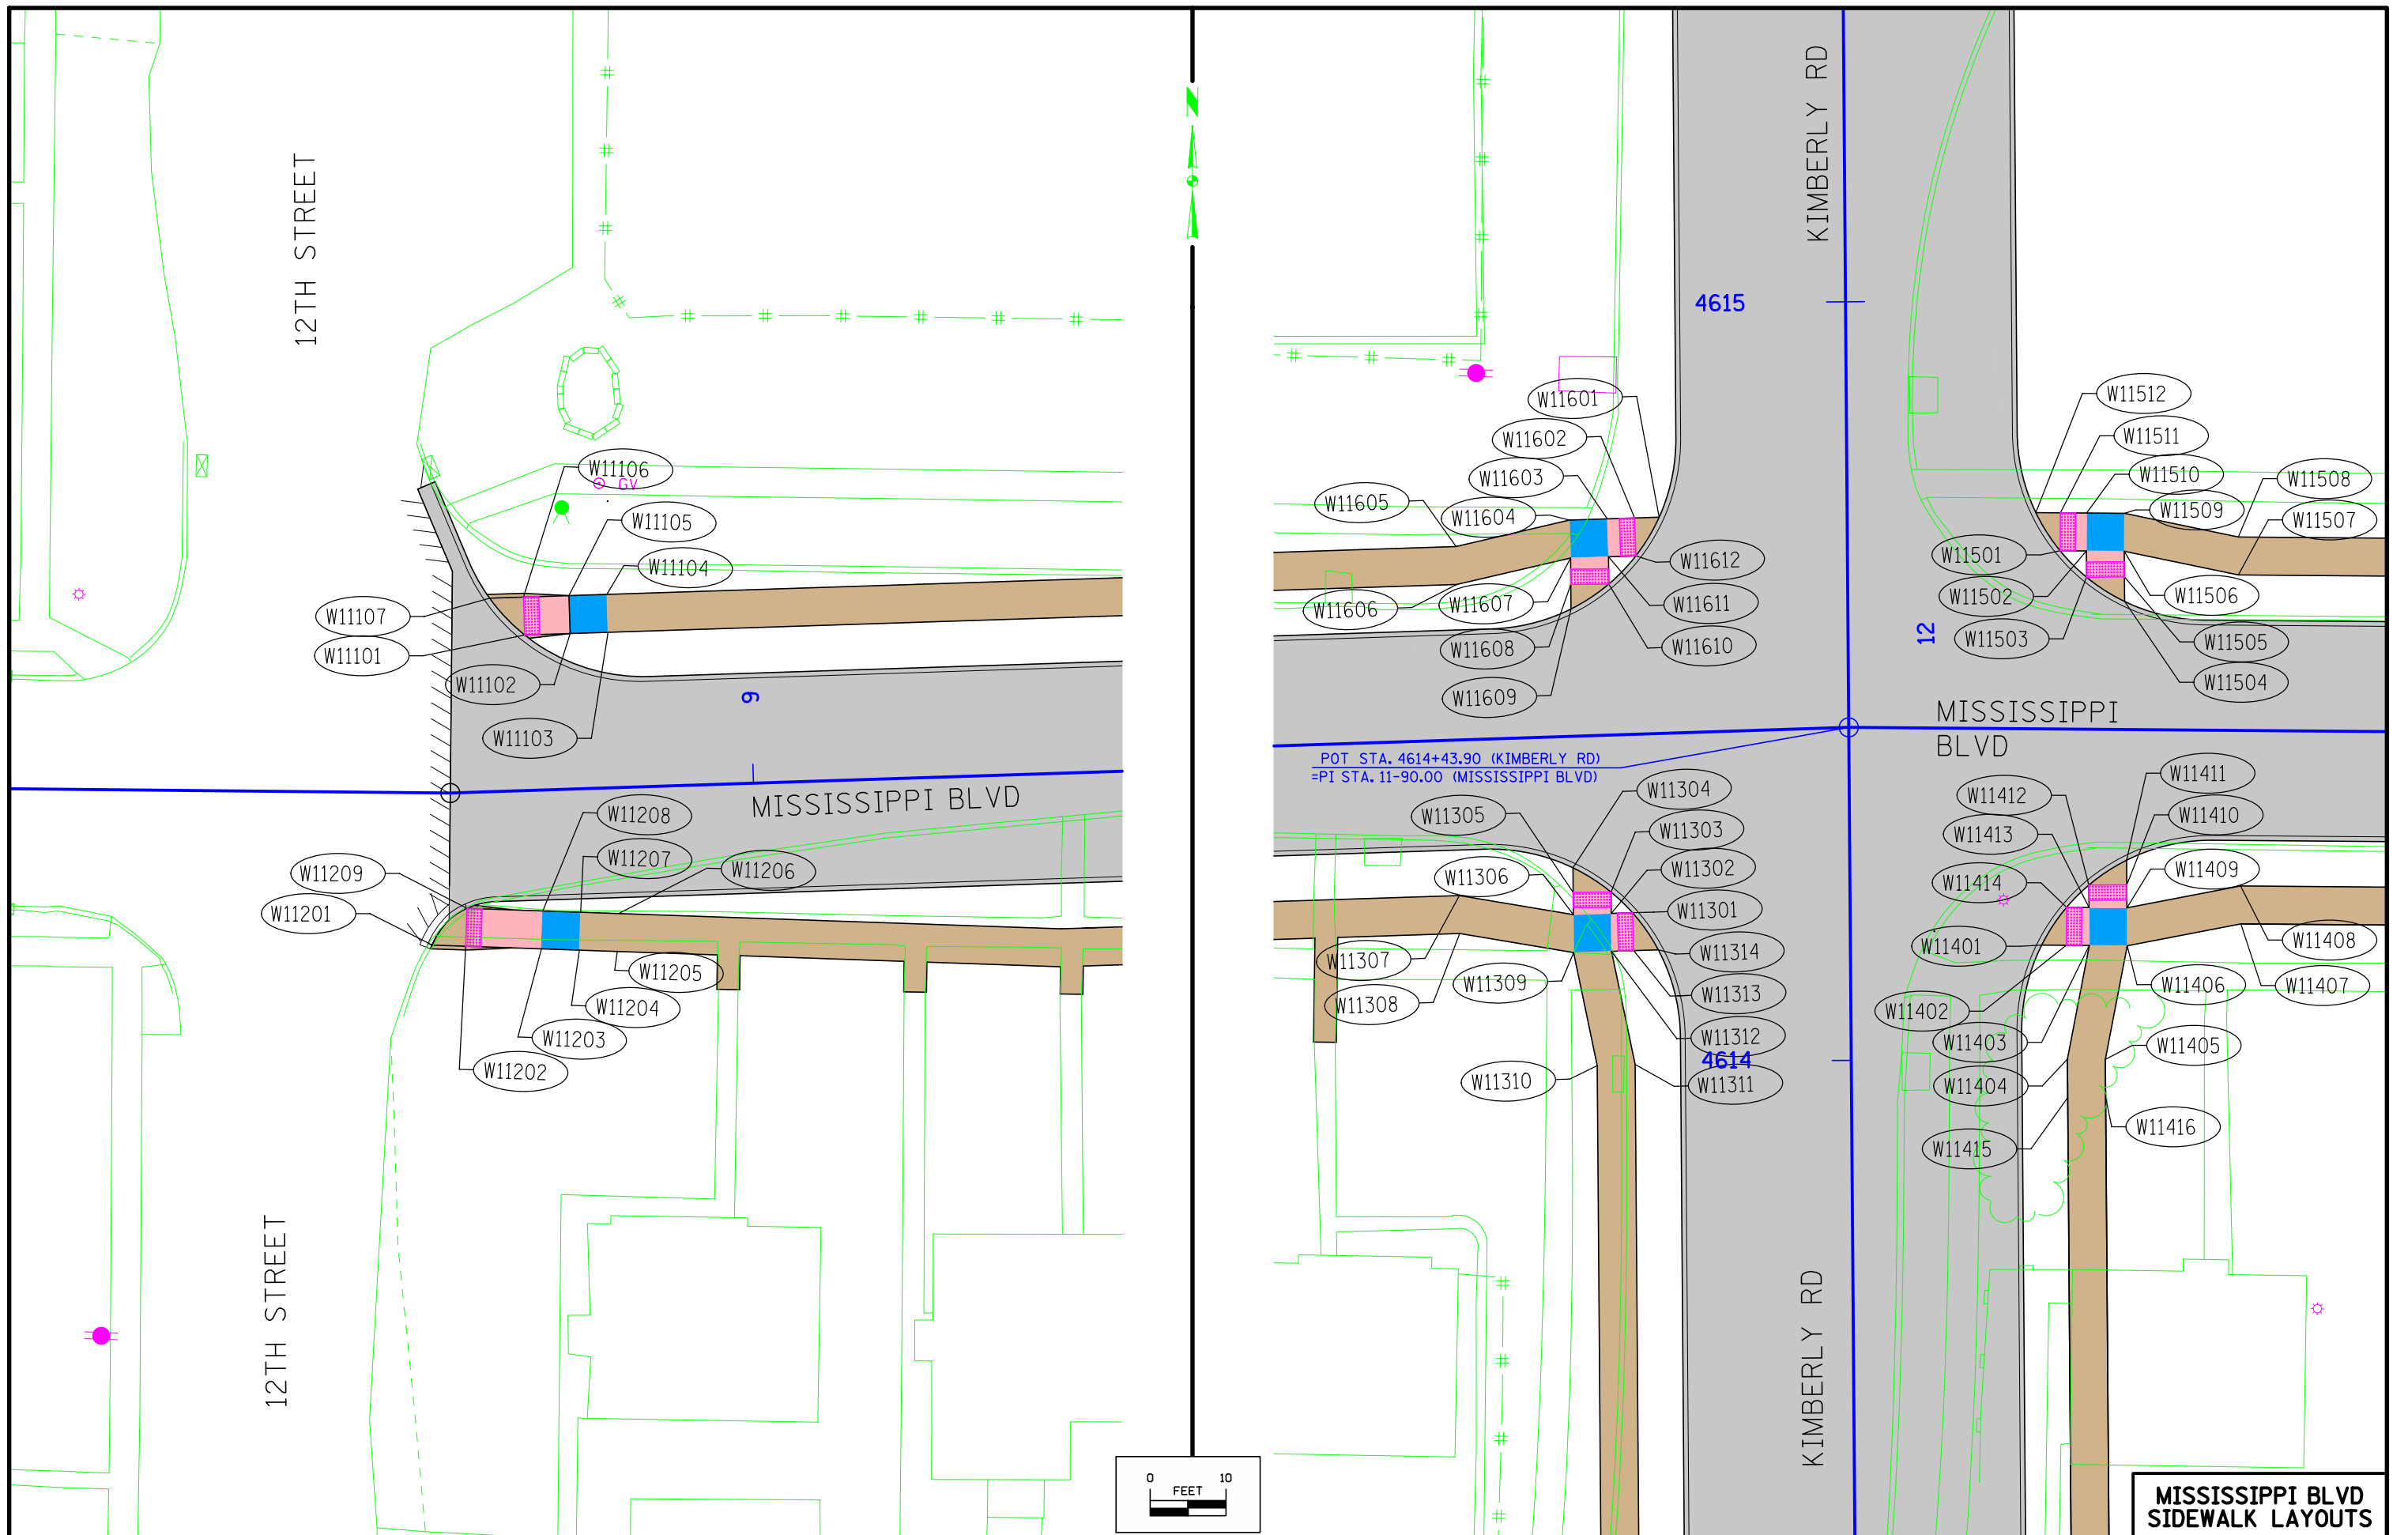 12TH STREET
W11106
GV
W11105
W11104
W11107
W11101
W11102
W11103
9
MISSISSIPPI BLVD
W11208
W11207
W11206
W11209
W11201
W11205
W11204
W11203
W11202
12TH STREET
N
0 10
FEET
KIMBERLY RD
4615
W11601
W11602
W11603
W11605
W11604
W11612
W11606
W11607
W11611
W11608
W11610
W11609
W11512
W11511
W11510
W11508
W11509
W11507
W11501
W11502
W11506
12
W11503
W11505
W11504
MISSISSIPPI
BLVD
POT STA. 4614+43.90 (KIMBERLY RD)
=PI STA. 11-90.00 (MISSISSIPPI BLVD)
W11304
W11305
W11303
W11302
W11306
W11301
W11314
W11307
W11309
W11313
W11308
W11312
4614
W11310
W11311
W11411
W11412
W11410
W11413
W11409
W11414
W11401
W11408
W11406
W11407
W11402
W11403
W11405
W11404
W11416
W11415
KIMBERLY RD
MISSISSIPPI BLVD
SIDEWALK LAYOUTS